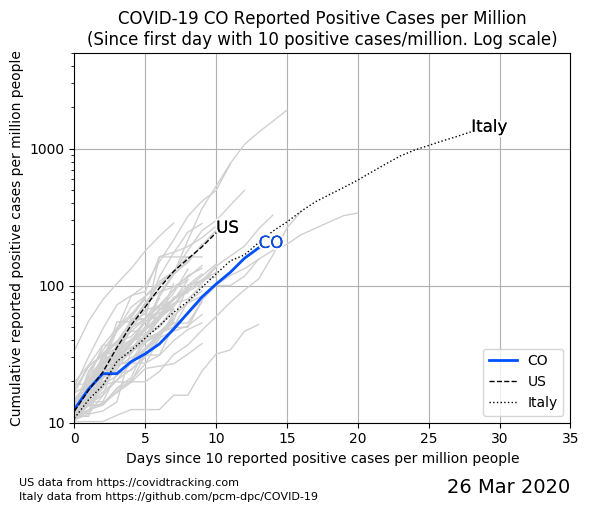 COVID-19 CO Reported Positive Cases per Million
(Since first day with 10 positive cases/million. Log scale)
Cumulative reported positive cases per million people
1000
100
10
Italy
US
CO
CO
US
Italy
0 5 10 15 20 25 30 35
Days since 10 reported positive cases per million people
US data from https://covidtracking.com
Italy data from https://github.com/pcm-dpc/COVID-19
26 Mar 2020